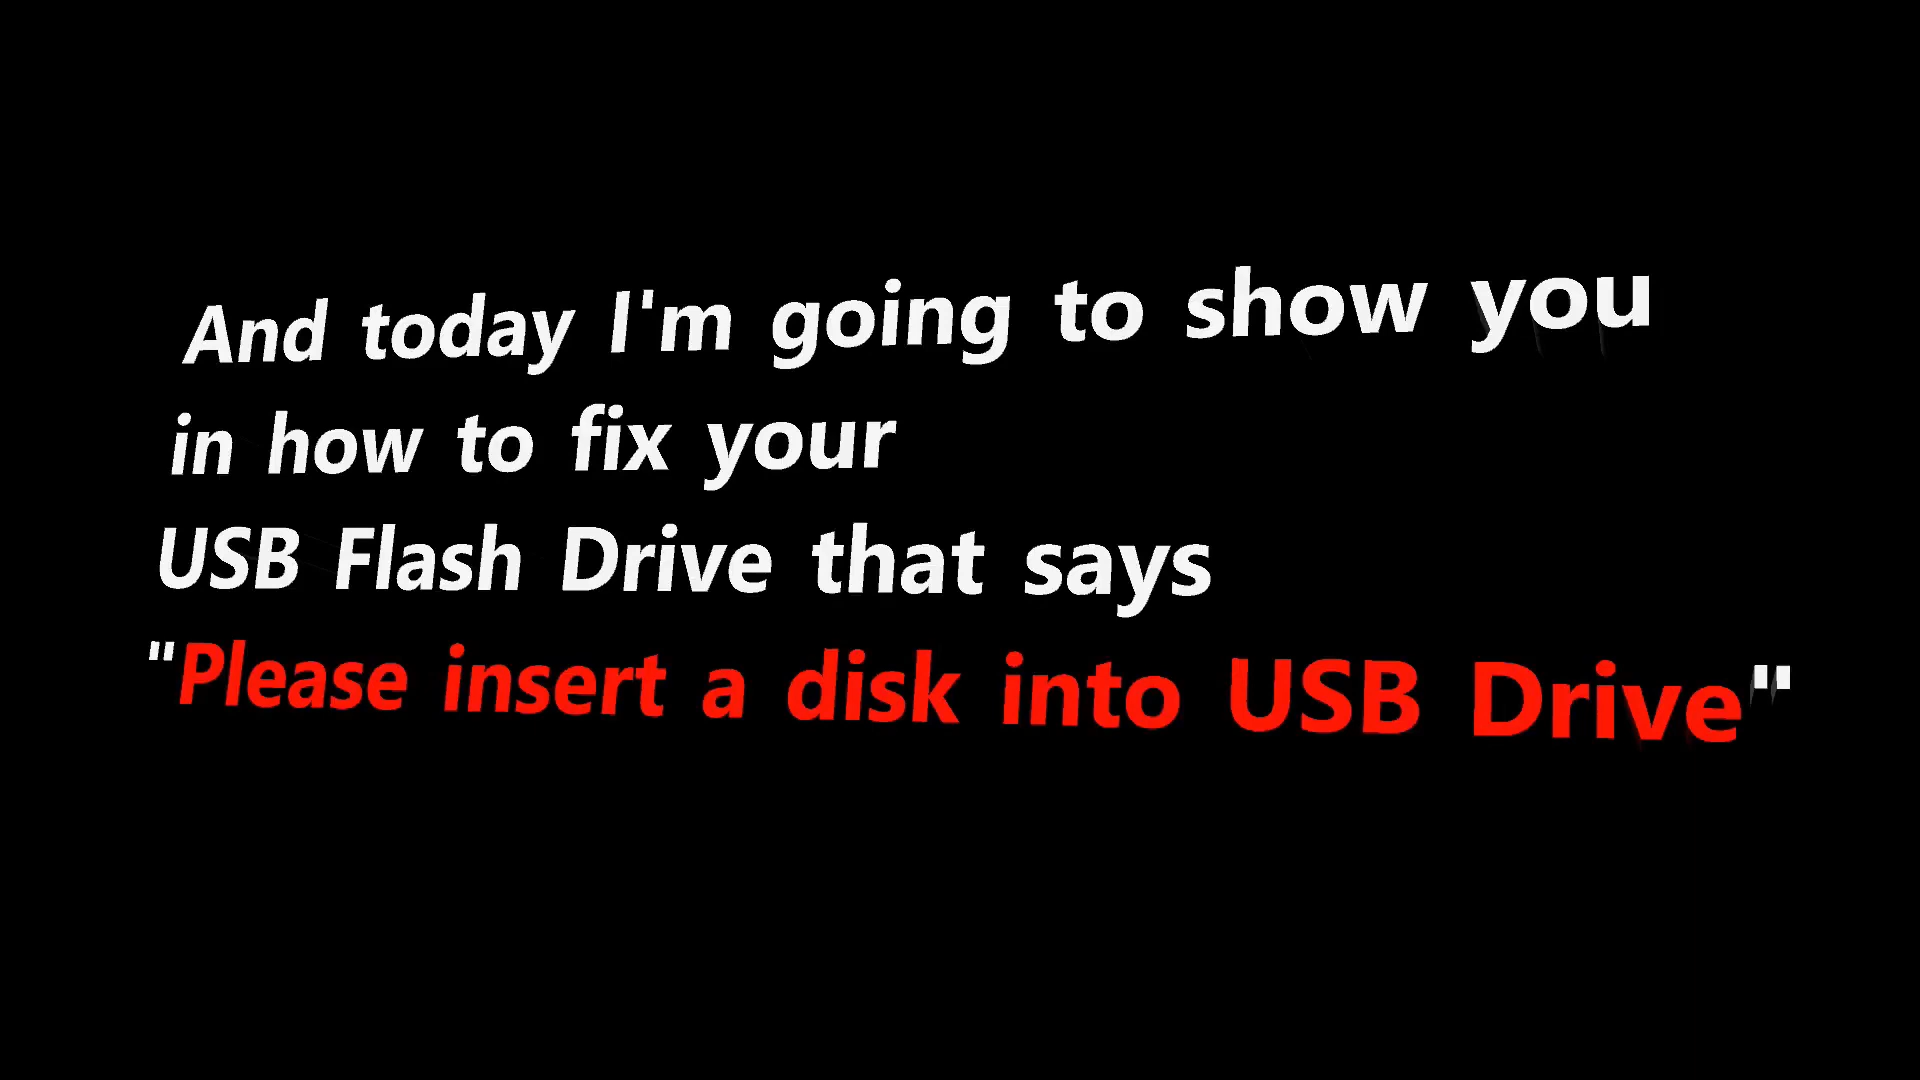 And today I'm going to show you
in how to fix your
USB Flash Drive that says
"Please insert a disk into USB Drive"